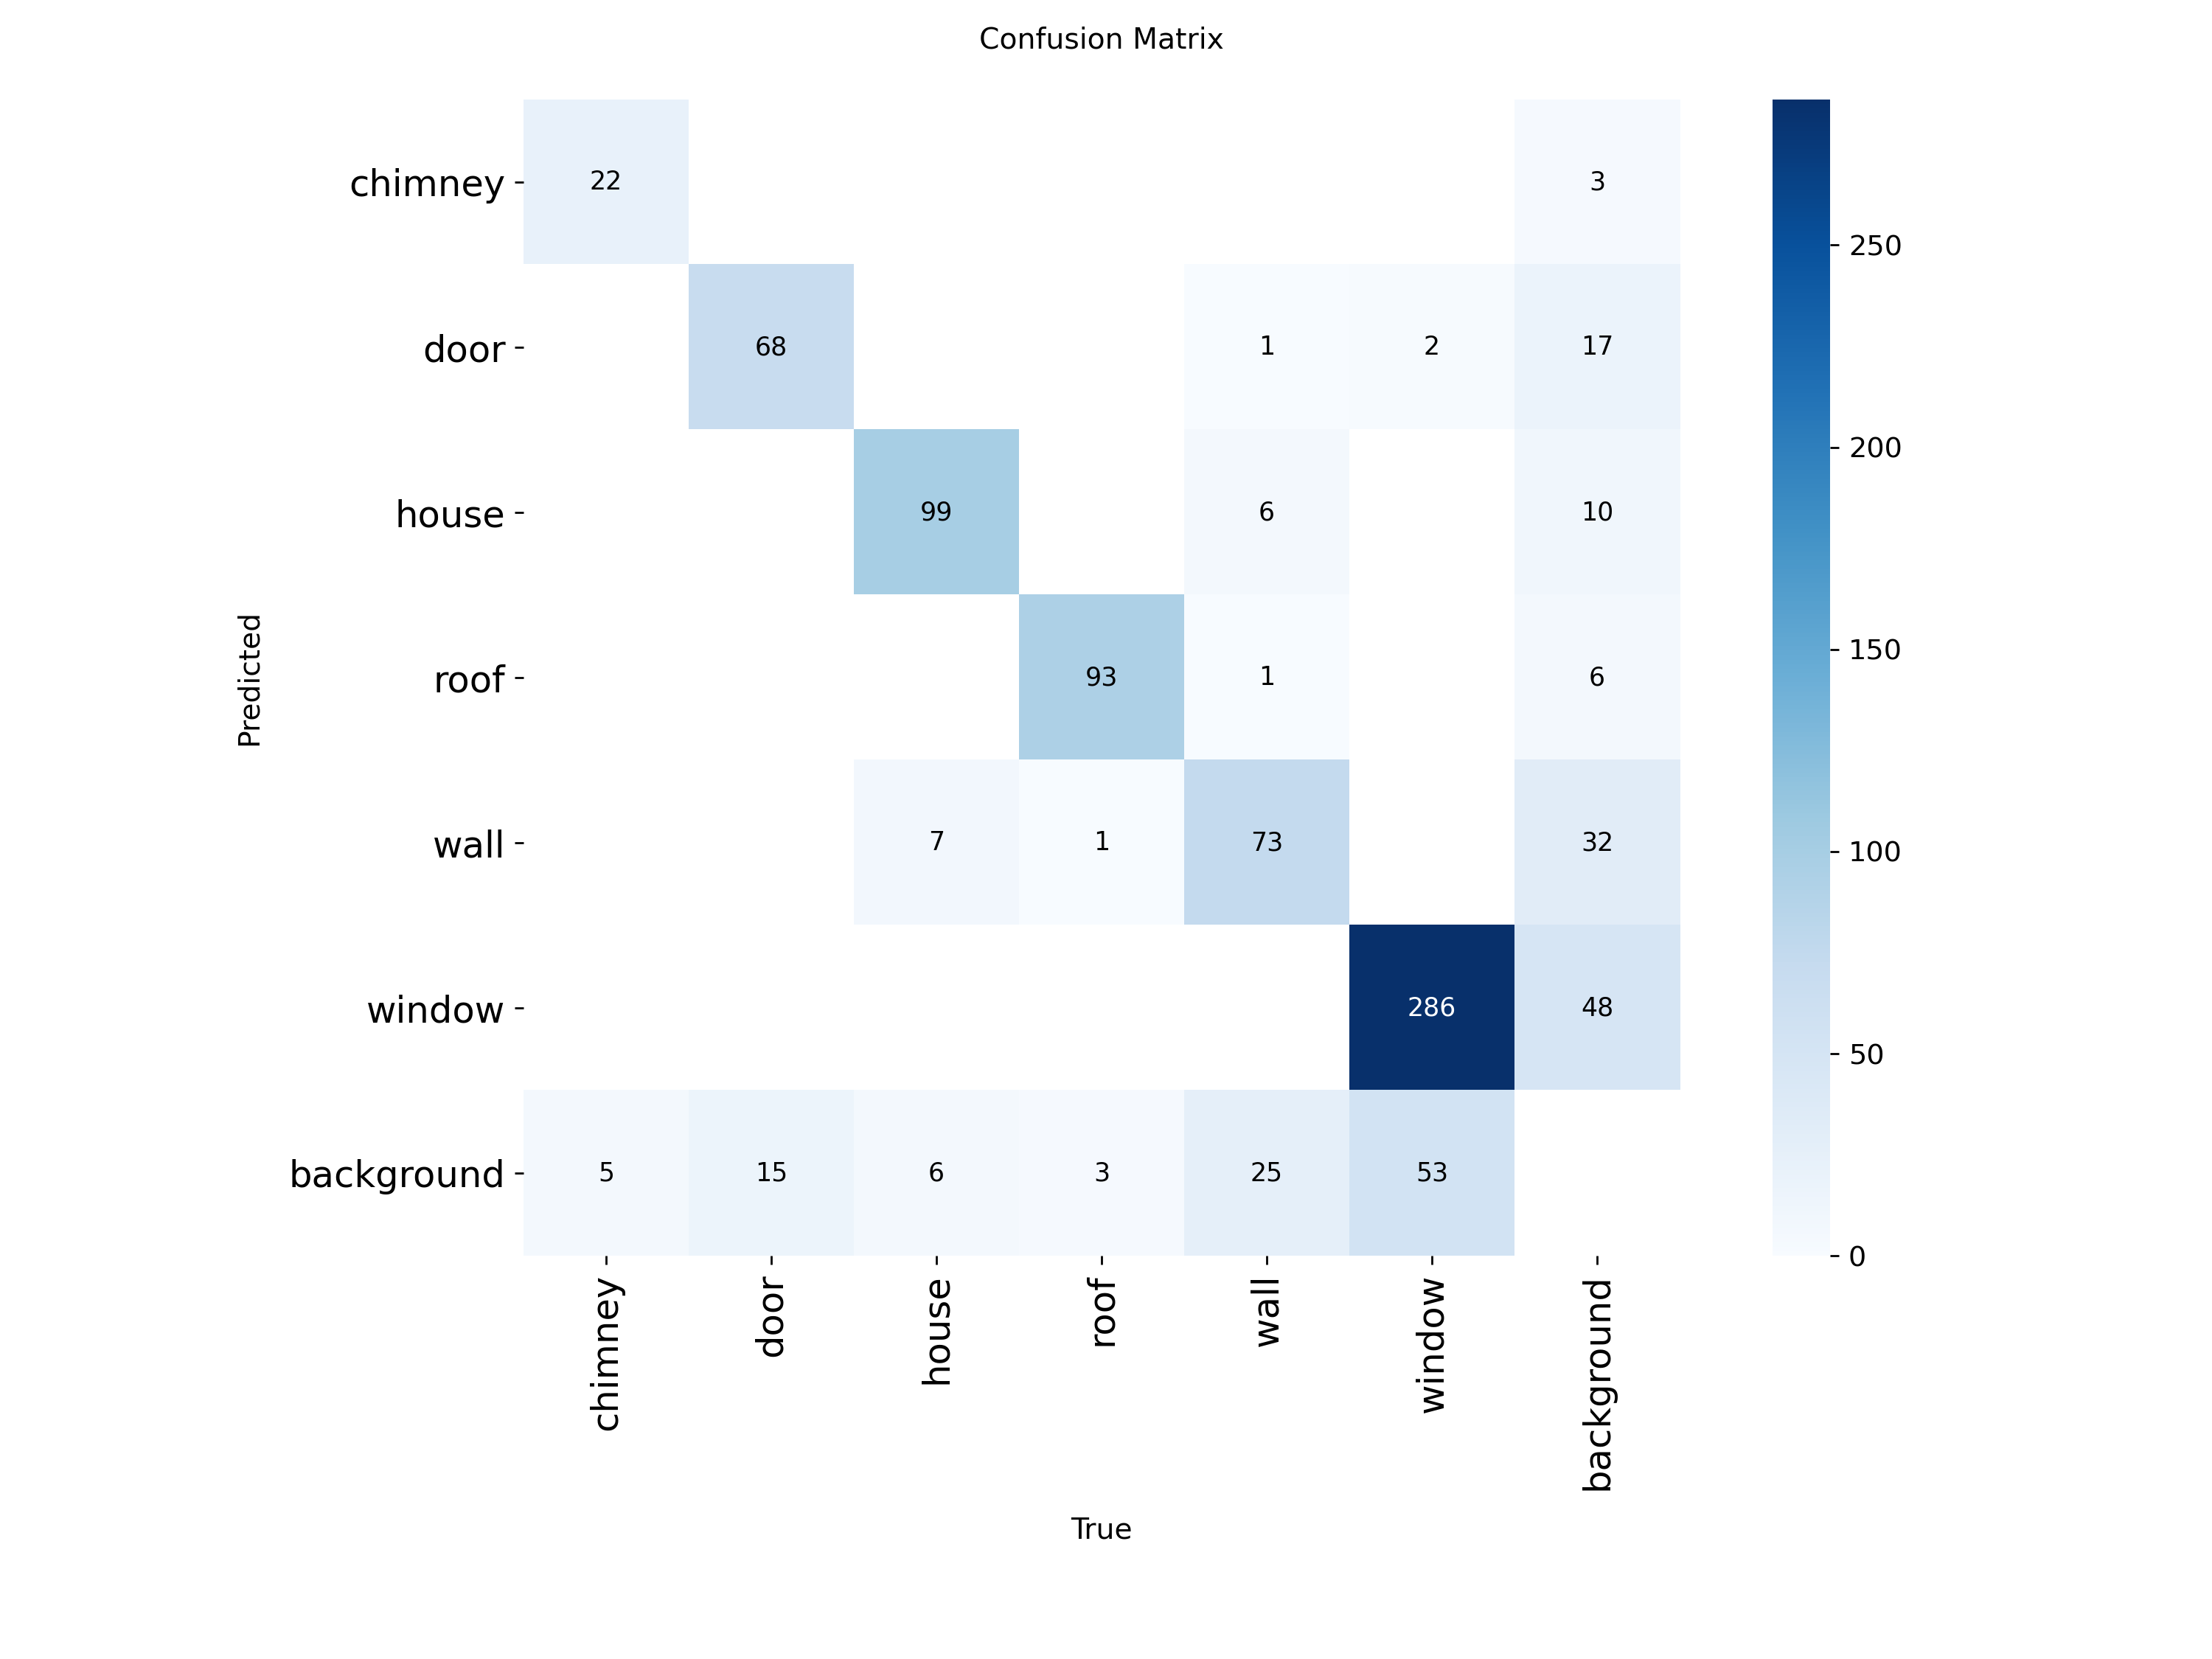 Confusion Matrix
chimney 22 3
door 68 1 2 17
250
house 99 6 10
200
Predicted
roof 93 1 6
150
wall 7 1 73 32
100
window 286 48
50
background 5 15 6 3 25 53
0
chimney door house roof wall window background
True